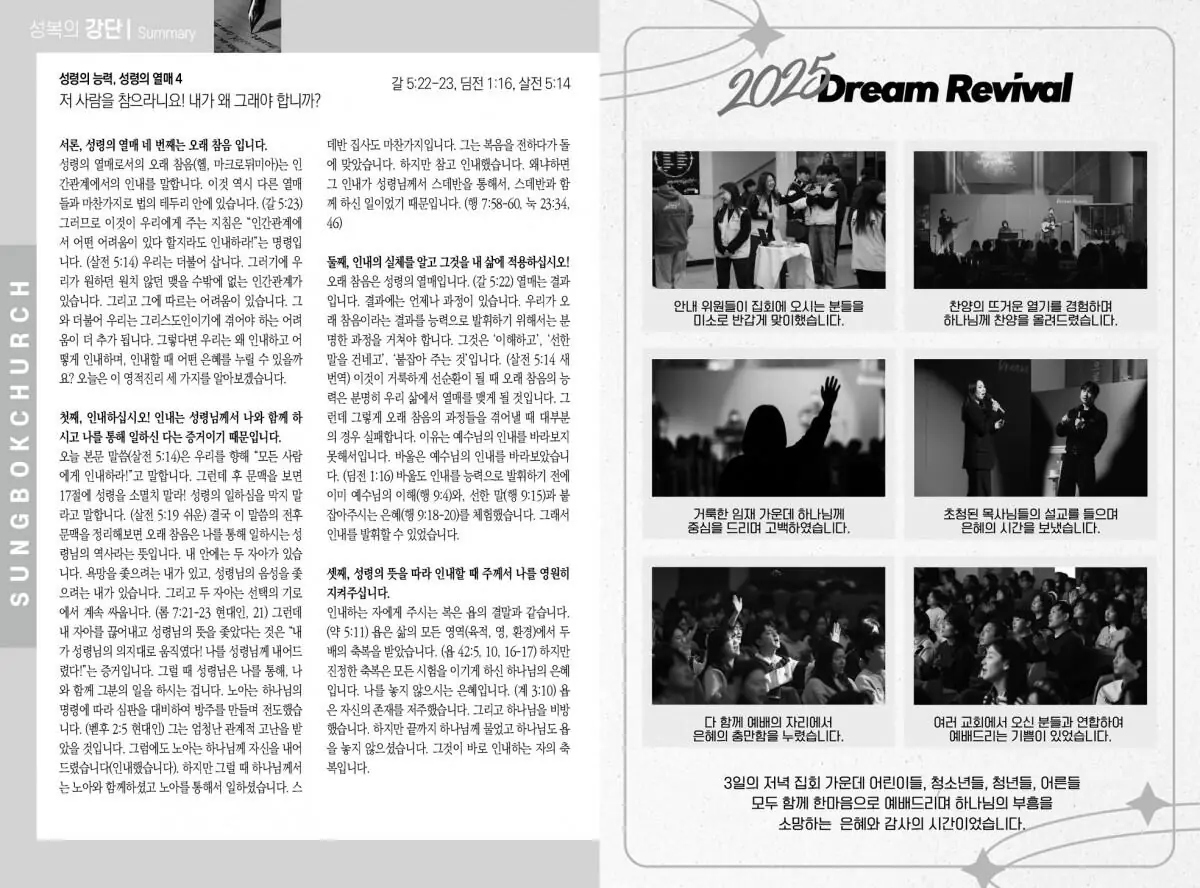 성복의 강단 | Summary
SUNGBOKCHURCH
성령의 능력, 성령의 열매 4
저 사람을 참으라니요! 내가 왜 그래야 합니까?
갈 5:22-23, 딤전 1:16, 살전 5:14
서론, 성령의 열매 네 번째는 오래 참음 입니다.
성령의 열매로서의 오래 참음(헬, 마크로뒤미아)는 인
간관계에서의 인내를 말합니다. 이것 역시 다른 열매
들과 마찬가지로 법의 테두리 안에 있습니다. (갈 5:23)
그러므로 이것이 우리에게 주는 지침은 “인간관계에
서 어떤 어려움이 있다 할지라도 인내하라!”는 명령입
니다. (살전 5:14) 우리는 더불어 삽니다. 그러기에 우
리가 원하던 원치 않던 맺을 수밖에 없는 인간관계가
있습니다. 그리고 그에 따르는 어려움이 있습니다. 그
와 더불어 우리는 그리스도인이기에 겪어야 하는 어려
움이 더 추가 됩니다. 그렇다면 우리는 왜 인내하고 어
떻게 인내하며, 인내할 때 어떤 은혜를 누릴 수 있을까
요? 오늘은 이 영적진리 세 가지를 알아보겠습니다.
첫째, 인내하십시오! 인내는 성령님께서 나와 함께 하
시고 나를 통해 일하신 다는 증거이기 때문입니다.
오늘 본문 말씀(살전 5:14)은 우리를 향해 “모든 사람
에게 인내하라!”고 말합니다. 그런데 후 문맥을 보면
17절에 성령을 소멸치 말라! 성령의 일하심을 막지 말
라고 말합니다. (살전 5:19 쉬운) 결국 이 말씀의 전후
문맥을 정리해보면 오래 참음은 나를 통해 일하시는 성
령님의 역사라는 뜻입니다. 내 안에는 두 자아가 있습
니다. 욕망을 좇으려는 내가 있고, 성령님의 음성을 좇
으려는 내가 있습니다. 그리고 두 자아는 선택의 기로
에서 계속 싸웁니다. (롬 7:21-23 현대인, 21) 그런데
내 자아를 끊어내고 성령님의 뜻을 좇았다는 것은 “내
가 성령님의 의지대로 움직였다! 나를 성령님께 내어드
렸다!”는 증거입니다. 그럴 때 성령님은 나를 통해, 나
와 함께 그분의 일을 하시는 겁니다. 노아는 하나님의
명령에 따라 심판을 대비하여 방주를 만들며 전도했습
니다. (벧후 2:5 현대인) 그는 엄청난 관계적 고난을 받
았을 것입니다. 그럼에도 노아는 하나님께 자신을 내어
드렸습니다(인내했습니다). 하지만 그럴 때 하나님께서
는 노아와 함께하셨고 노아를 통해서 일하셨습니다. 스
데반 집사도 마찬가지입니다. 그는 복음을 전하다가 돌
에 맞았습니다. 하지만 참고 인내했습니다. 왜냐하면
그 인내가 성령님께서 스데반을 통해서, 스데반과 함
께 하신 일이었기 때문입니다. (행 7:58-60, 눅 23:34,
46)
둘째, 인내의 실체를 알고 그것을 내 삶에 적용하십시오!
오래 참음은 성령의 열매입니다. (갈 5:22) 열매는 결과
입니다. 결과에는 언제나 과정이 있습니다. 우리가 오
래 참음이라는 결과를 능력으로 발휘하기 위해서는 분
명한 과정을 거쳐야 합니다. 그것은 ‘이해하고’, ‘선한
말을 건네고’, ‘붙잡아 주는 것’입니다. (살전 5:14 새
번역) 이것이 거룩하게 선순환이 될 때 오래 참음의 능
력은 분명히 우리 삶에서 열매를 맺게 될 것입니다. 그
런데 그렇게 오래 참음의 과정들을 겪어낼 때 대부분
의 경우 실패합니다. 이유는 예수님의 인내를 바라보지
못해서입니다. 바울은 예수님의 인내를 바라보았습니
다. (딤전 1:16) 바울도 인내를 능력으로 발휘하기 전에
이미 예수님의 이해(행 9:4)와, 선한 말(행 9:15)과 붙
잡아주시는 은혜(행 9:18-20)를 체험했습니다. 그래서
인내를 발휘할 수 있었습니다.
셋째, 성령의 뜻을 따라 인내할 때 주께서 나를 영원히
지켜주십니다.
인내하는 자에게 주시는 복은 욥의 결말과 같습니다.
(약 5:11) 욥은 삶의 모든 영역(육적, 영, 환경)에서 두
배의 축복을 받았습니다. (욥 42:5, 10, 16-17) 하지만
진정한 축복은 모든 시험을 이기게 하신 하나님의 은혜
입니다. 나를 놓지 않으시는 은혜입니다. (계 3:10) 욥
은 자신의 존재를 저주했습니다. 그리고 하나님을 비방
했습니다. 하지만 끝까지 하나님께 물었고 하나님도 욥
을 놓지 않으셨습니다. 그것이 바로 인내하는 자의 축
복입니다.
2025 Dream Revival
안내 위원들이 집회에 오시는 분들을
미소로 반갑게 맞이했습니다.
찬양의 뜨거운 열기를 경험하며
하나님께 찬양을 올려드렸습니다.
거룩한 임재 가운데 하나님께
중심을 드리며 고백하였습니다.
초청된 목사님들의 설교를 들으며
은혜의 시간을 보냈습니다.
다 함께 예배의 자리에서
은혜의 충만함을 누렸습니다.
여러 교회에서 오신 분들과 연합하여
예배드리는 기쁨이 있었습니다.
3일의 저녁 집회 가운데 어린이들, 청소년들, 청년들, 어른들
모두 함께 한마음으로 예배드리며 하나님의 부흥을
소망하는 은혜와 감사의 시간이었습니다.